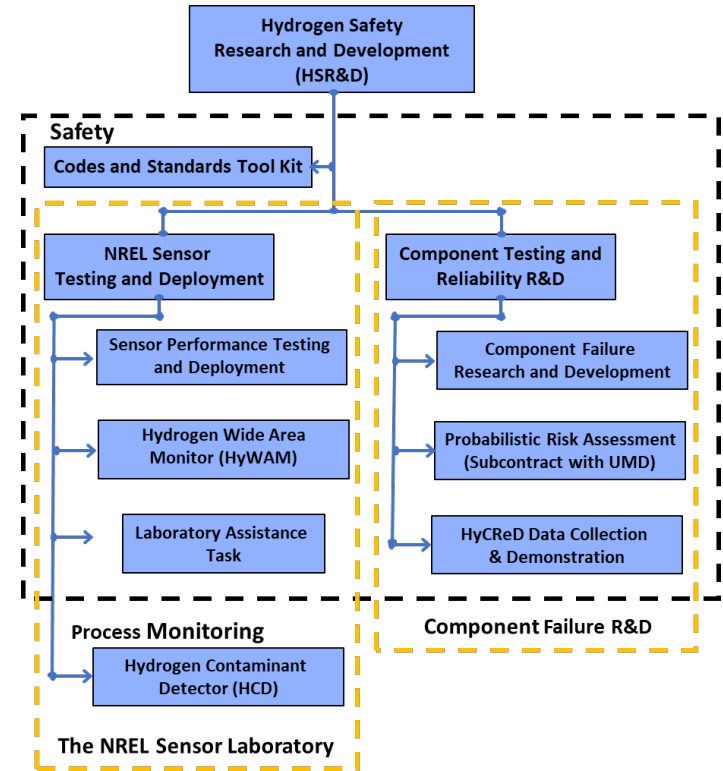 Hydrogen Safety
Research and Development
(HSR&D)
Safety
Codes and Standards Tool Kit
NREL Sensor
Testing and Deployment
Sensor Performance Testing
and Deployment
Hydrogen Wide Area
Monitor (HyWAM)
Laboratory Assistance
Task
Process Monitoring
Hydrogen Contaminant
Detector (HCD)
The NREL Sensor Laboratory
Component Testing and
Reliability R&D
Component Failure
Research and Development
Probabilistic Risk Assessment
(Subcontract with UMD)
HyCReD Data Collection
& Demonstration
Component Failure R&D